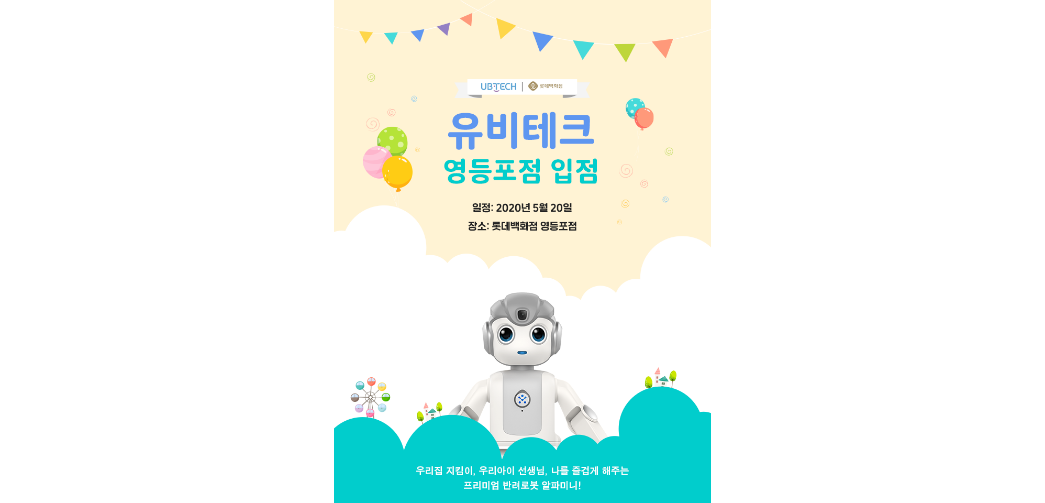 UBTECH | 롯데백화점
유비테크
영등포점 입점
일정: 2020년 5월 20일
장소: 롯데백화점 영등포점
우리집 지킴이, 우리아이 선생님, 나를 즐겁게 해주는
프리미엄 반려로봇 알파미니!